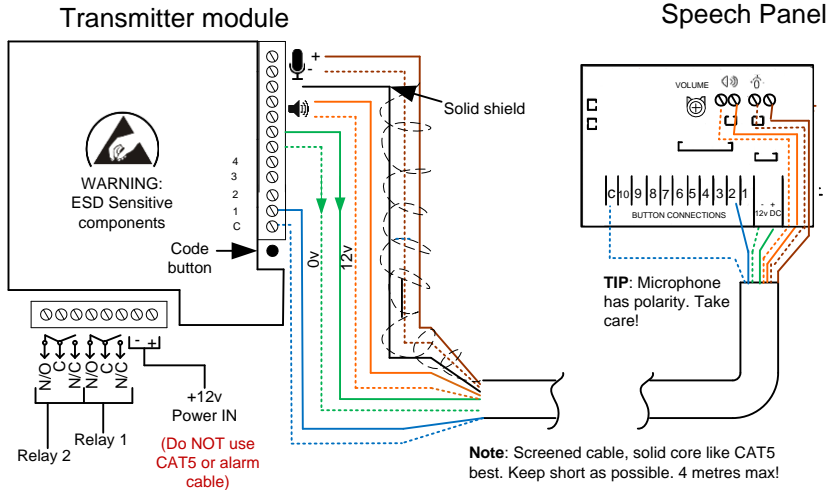 Transmitter module
Speech Panel
+
-
Solid shield
VOLUME
WARNING:
ESD Sensitive
components
4
3
2
1
C
Code
button
0v
12v
C 10 9 8 7 6 5 4 3 2 1
BUTTON CONNECTIONS
- +
12v DC
TIP: Microphone
has polarity. Take
care!
- +
N/O
C
N/C
N/O
C
N/C
Relay 2
Relay 1
+12v
Power IN
(Do NOT use
CAT5 or alarm
cable)
Note: Screened cable, solid core like CAT5
best. Keep short as possible. 4 metres max!